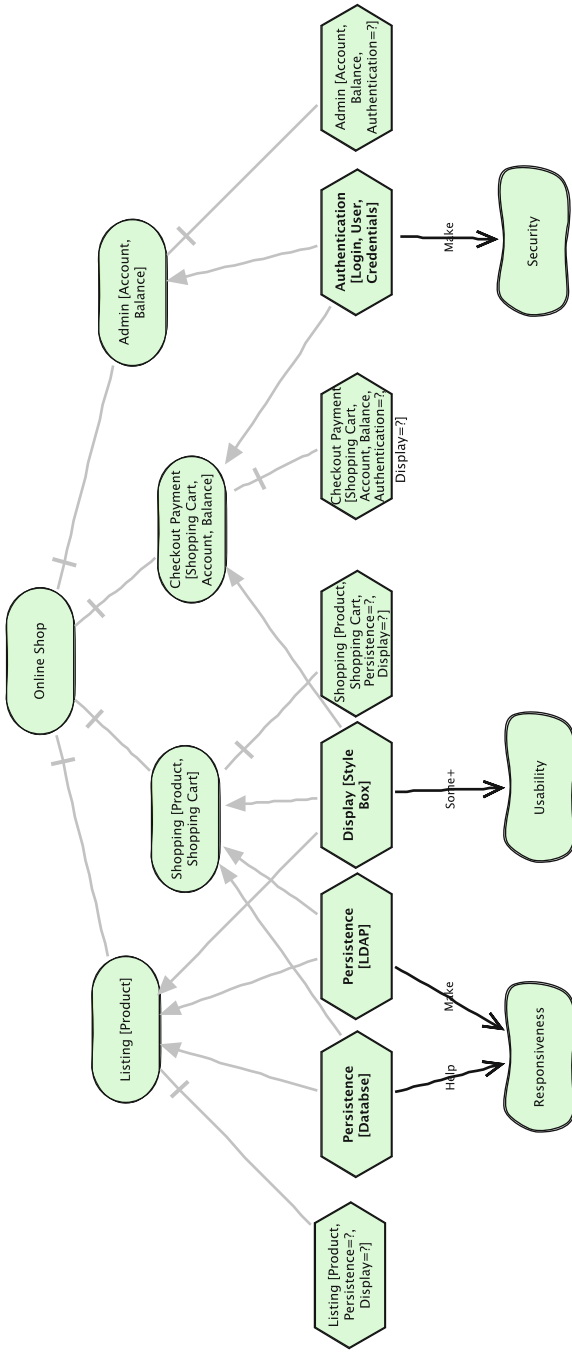 Online Shop
Listing [Product]
Shopping [Product,
Shopping Cart]
Checkout Payment
[Shopping Cart,
Account, Balance]
Admin [Account,
Balance]
Listing [Product,
Persistence=?,
Display=?]
Persistence
[Databse]
Persistence
[LDAP]
Display [Style
Box]
Shopping [Product,
Shopping Cart,
Persistence=?,
Display=?]
Checkout Payment
[Shopping Cart,
Account, Balance,
Authentication=?,
Display=?]
Authentication
[Login, User,
Credentials]
Admin [Account,
Balance,
Authentication=?]
Help
Make
Some+
Make
Responsiveness
Usability
Security